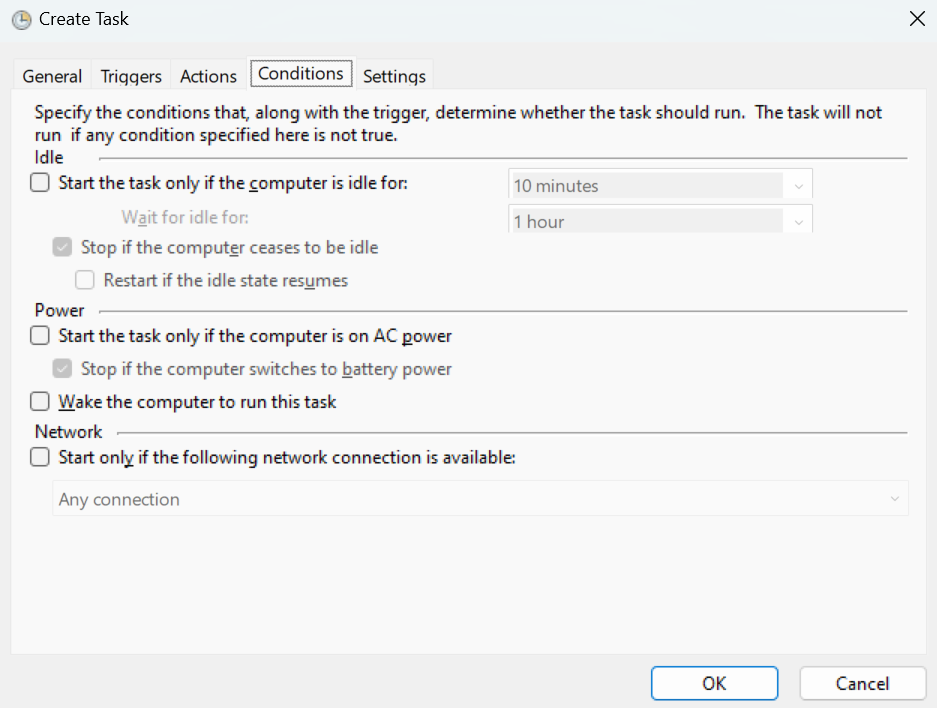 Create Task
General Triggers Actions Conditions Settings
Specify the conditions that, along with the trigger, determine whether the task should run.  The task will not
run  if any condition specified here is not true.
Idle
Start the task only if the computer is idle for: 10 minutes
Wait for idle for: 1 hour
Stop if the computer ceases to be idle
Restart if the idle state resumes
Power
Start the task only if the computer is on AC power
Stop if the computer switches to battery power
Wake the computer to run this task
Network
Start only if the following network connection is available:
Any connection
OK Cancel